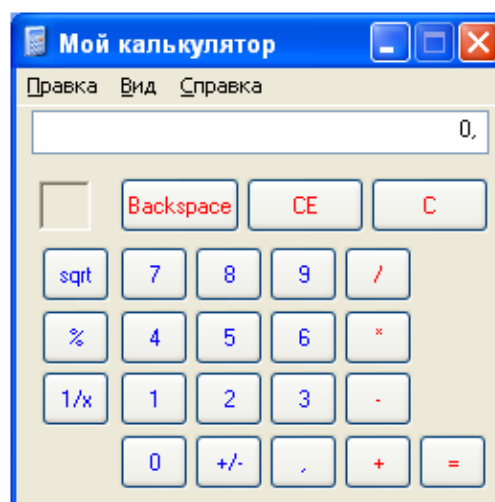 Мой калькулятор
Правка Вид Справка
0,
Backspace CE C
sqrt 7 8 9 /
% 4 5 6 *
1/x 1 2 3 -
0 +/- , + =